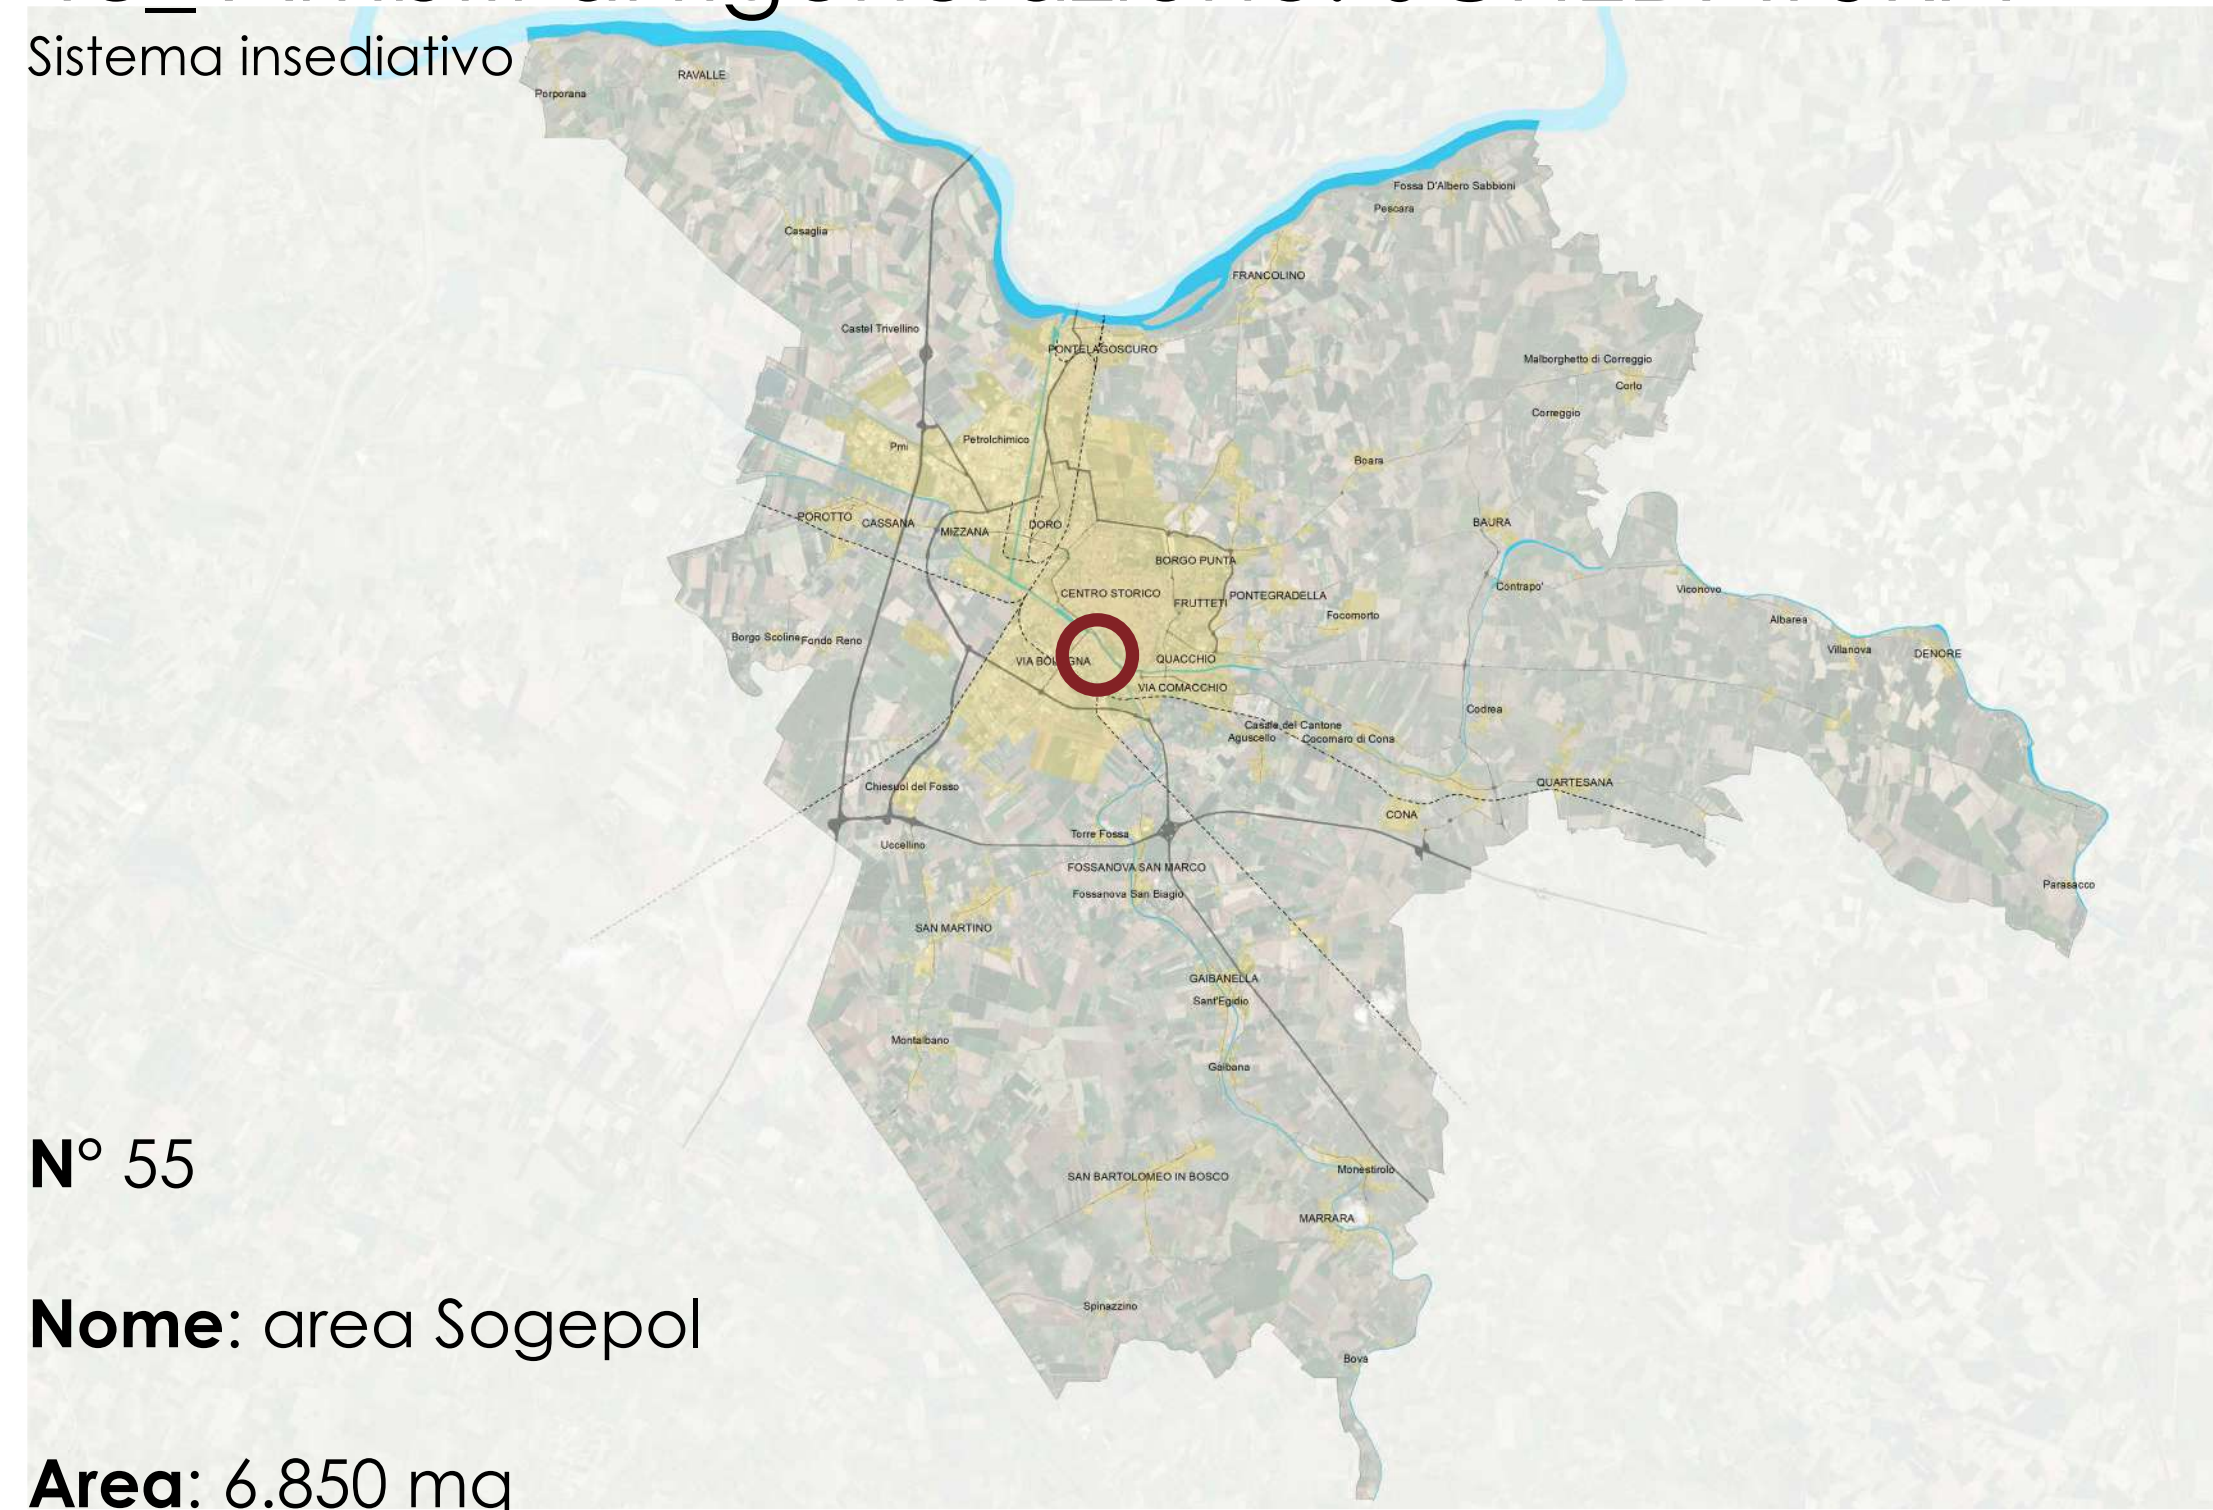 Sistema insediativo
RAVALLE
Porporana
Fossa D'Albero Sabbioni
Pescara
Casaglia
FRANCOLINO
Castel Trivellino
PONTELAGOSCURO
Malborghetto di Correggio
Corlo
Correggio
Petrolchimico
Pmi
Boara
POROTTO
CASSANA
MIZZANA
DORO
BAURA
BORGO PUNTA
CENTRO STORICO
FRUTTETI
PONTEGRADELLA
Contrapo'
Viconovo
Focomorto
Albarea
Borgo Scoline
Fondo Reno
VIA BOLOGNA
QUACCHIO
Villanova
DENORE
VIA COMACCHIO
Codrea
Casale del Cantone
Aguscello
Cocomaro di Cona
Chiesuol del Fosso
QUARTESANA
CONA
Torre Fossa
Uccellino
FOSSANOVA SAN MARCO
Fossanova San Biagio
Parasacco
SAN MARTINO
GAIBANELLA
Sant'Egidio
Montalbano
Gaibana
N° 55
SAN BARTOLOMEO IN BOSCO
Monestirolo
MARRARA
Nome: area Sogepol
Spinazzino
Bova
Area: 6.850 mq